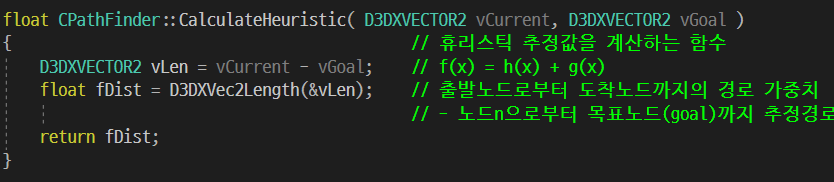 float CPathFinder::CalculateHeuristic( D3DXVECTOR2 vCurrent, D3DXVECTOR2 vGoal )
{ // 휴리스틱 추정값을 계산하는 함수
D3DXVECTOR2 vLen = vCurrent - vGoal; // f(x) = h(x) + g(x)
float fDist = D3DXVec2Length(&vLen); // 출발노드로부터 도착노드까지의 경로 가중치
// - 노드n으로부터 목표노드(goal)까지 추정경로
return fDist;
}